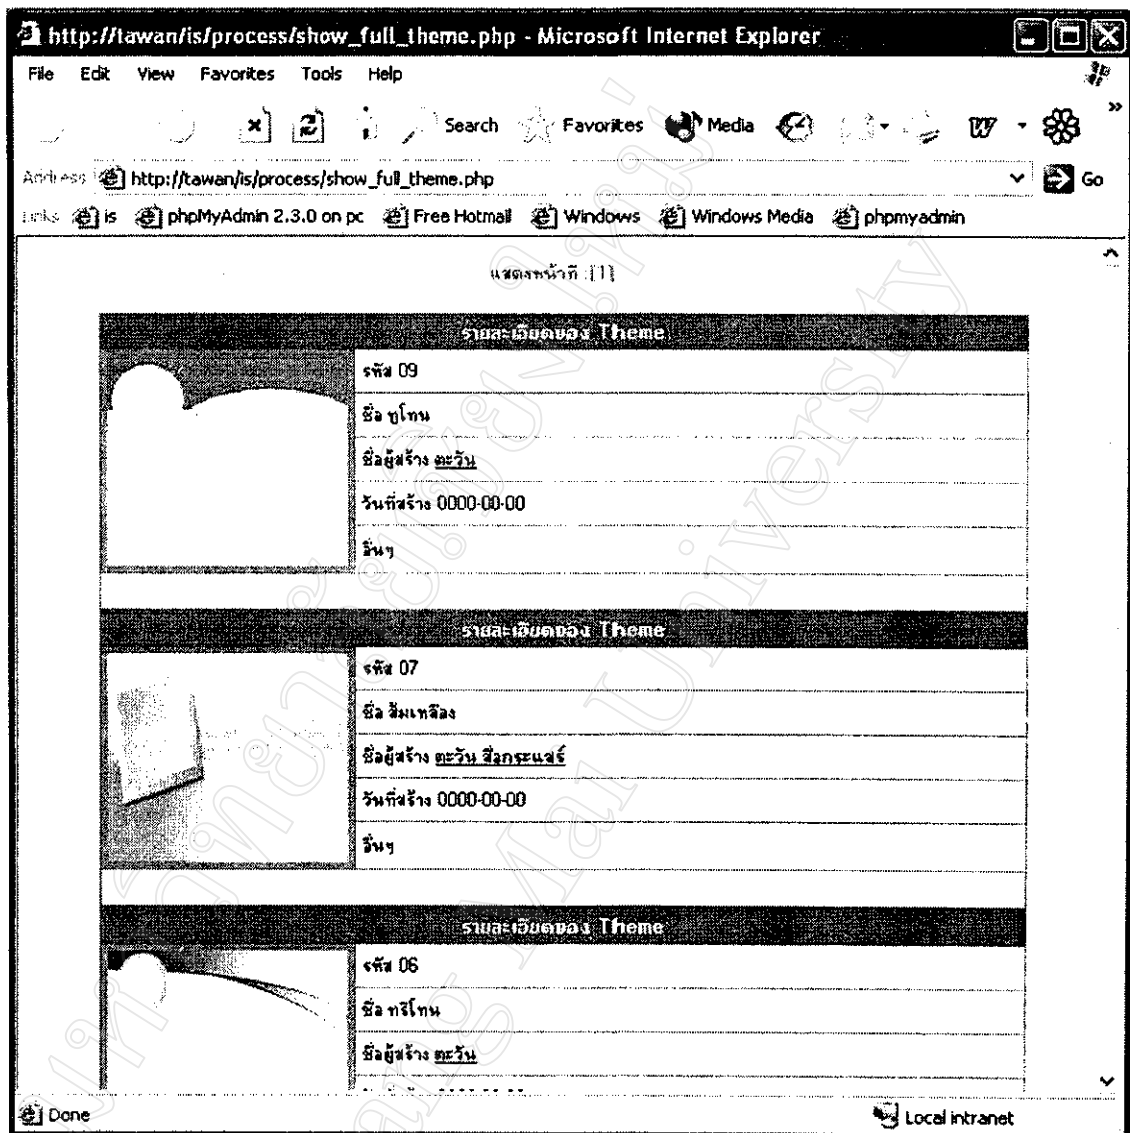 http://tawan/is/process/show_full_theme.php - Microsoft Internet Explorer
File Edit View Favorites Tools Help
Search Favorites Media »
Address http://tawan/is/process/show_full_theme.php Go
Links is phpMyAdmin 2.3.0 on pc Free Hotmail Windows Windows Media phpmyadmin
แสดงหน้าที่ :[1]
รายละเอียดของ Theme
รหัส 09
ชื่อ ทูโทน
ชื่อผู้สร้าง ตะวัน
วันที่สร้าง 0000-00-00
อื่นๆ
รายละเอียดของ Theme
รหัส 07
ชื่อ ส้มเหลือง
ชื่อผู้สร้าง ตะวัน สื่อกระแสร์
วันที่สร้าง 0000-00-00
อื่นๆ
รายละเอียดของ Theme
รหัส 06
ชื่อ ทรีโทน
ชื่อผู้สร้าง ตะวัน
Done Local intranet